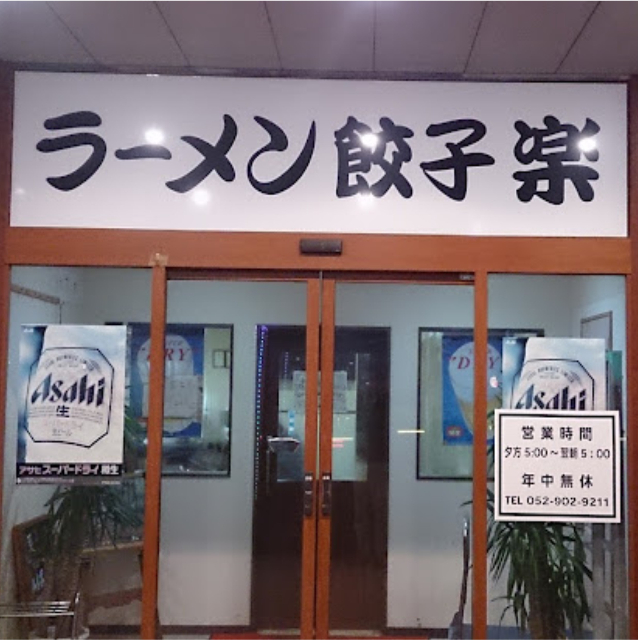 ラーメン餃子 楽
DRY
"DRY
Asahi
生
アサヒスーパードライ樽生
Asahi
営業時間
夕方5:00～翌朝5:00
年中無休
TEL 052-902-9211